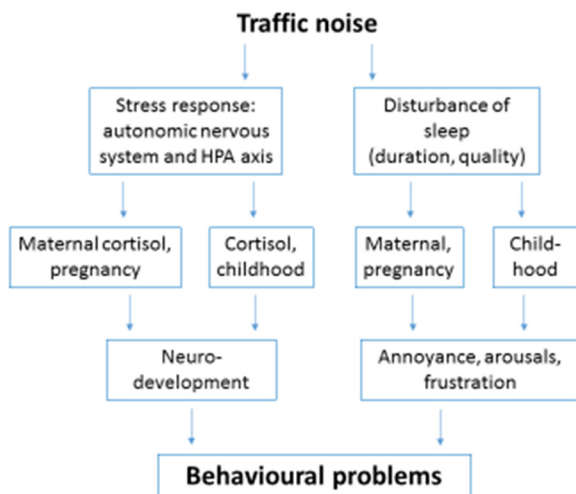 Traffic noise
Stress response:
autonomic nervous
system and HPA axis
Disturbance of
sleep
(duration, quality)
Maternal cortisol,
pregnancy
Cortisol,
childhood
Maternal,
pregnancy
Child-
hood
Neuro-
development
Annoyance, arousals,
frustration
Behavioural problems